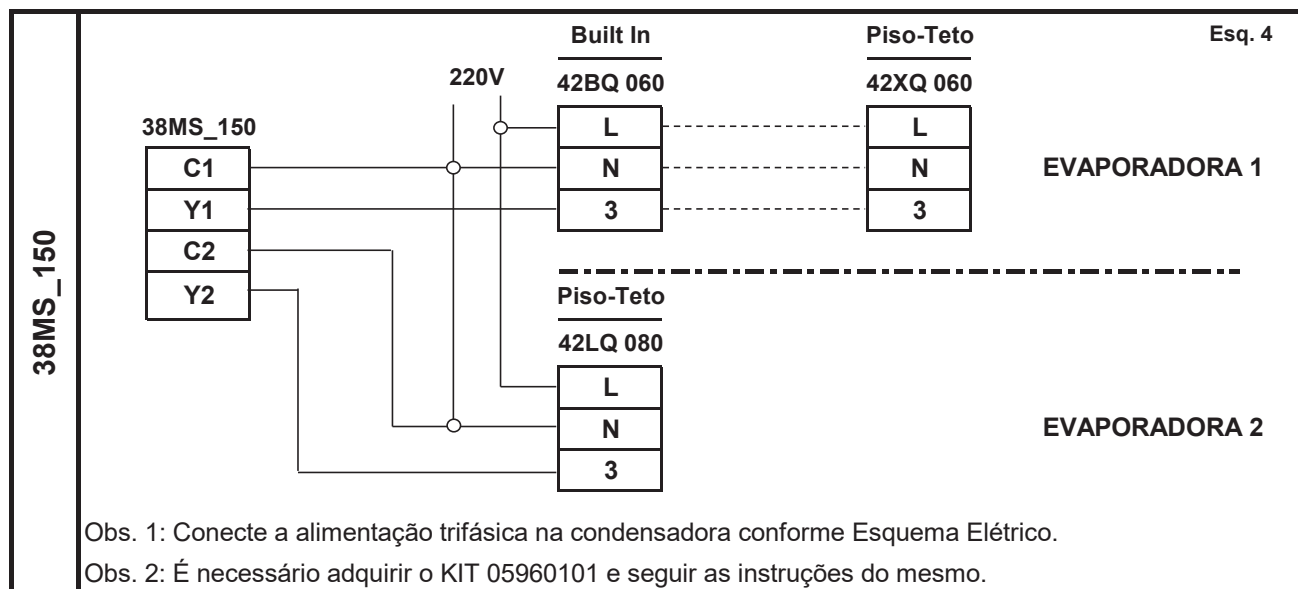 Built In
Piso-Teto
Esq. 4
220V
42BQ 060
42XQ 060
38MS_150
L
L
C1
N
N
EVAPORADORA 1
Y1
3
3
C2
Y2
38MS_150
Piso-Teto
42LQ 080
L
N
EVAPORADORA 2
3
Obs. 1: Conecte a alimentação trifásica na condensadora conforme Esquema Elétrico.
Obs. 2: É necessário adquirir o KIT 05960101 e seguir as instruções do mesmo.